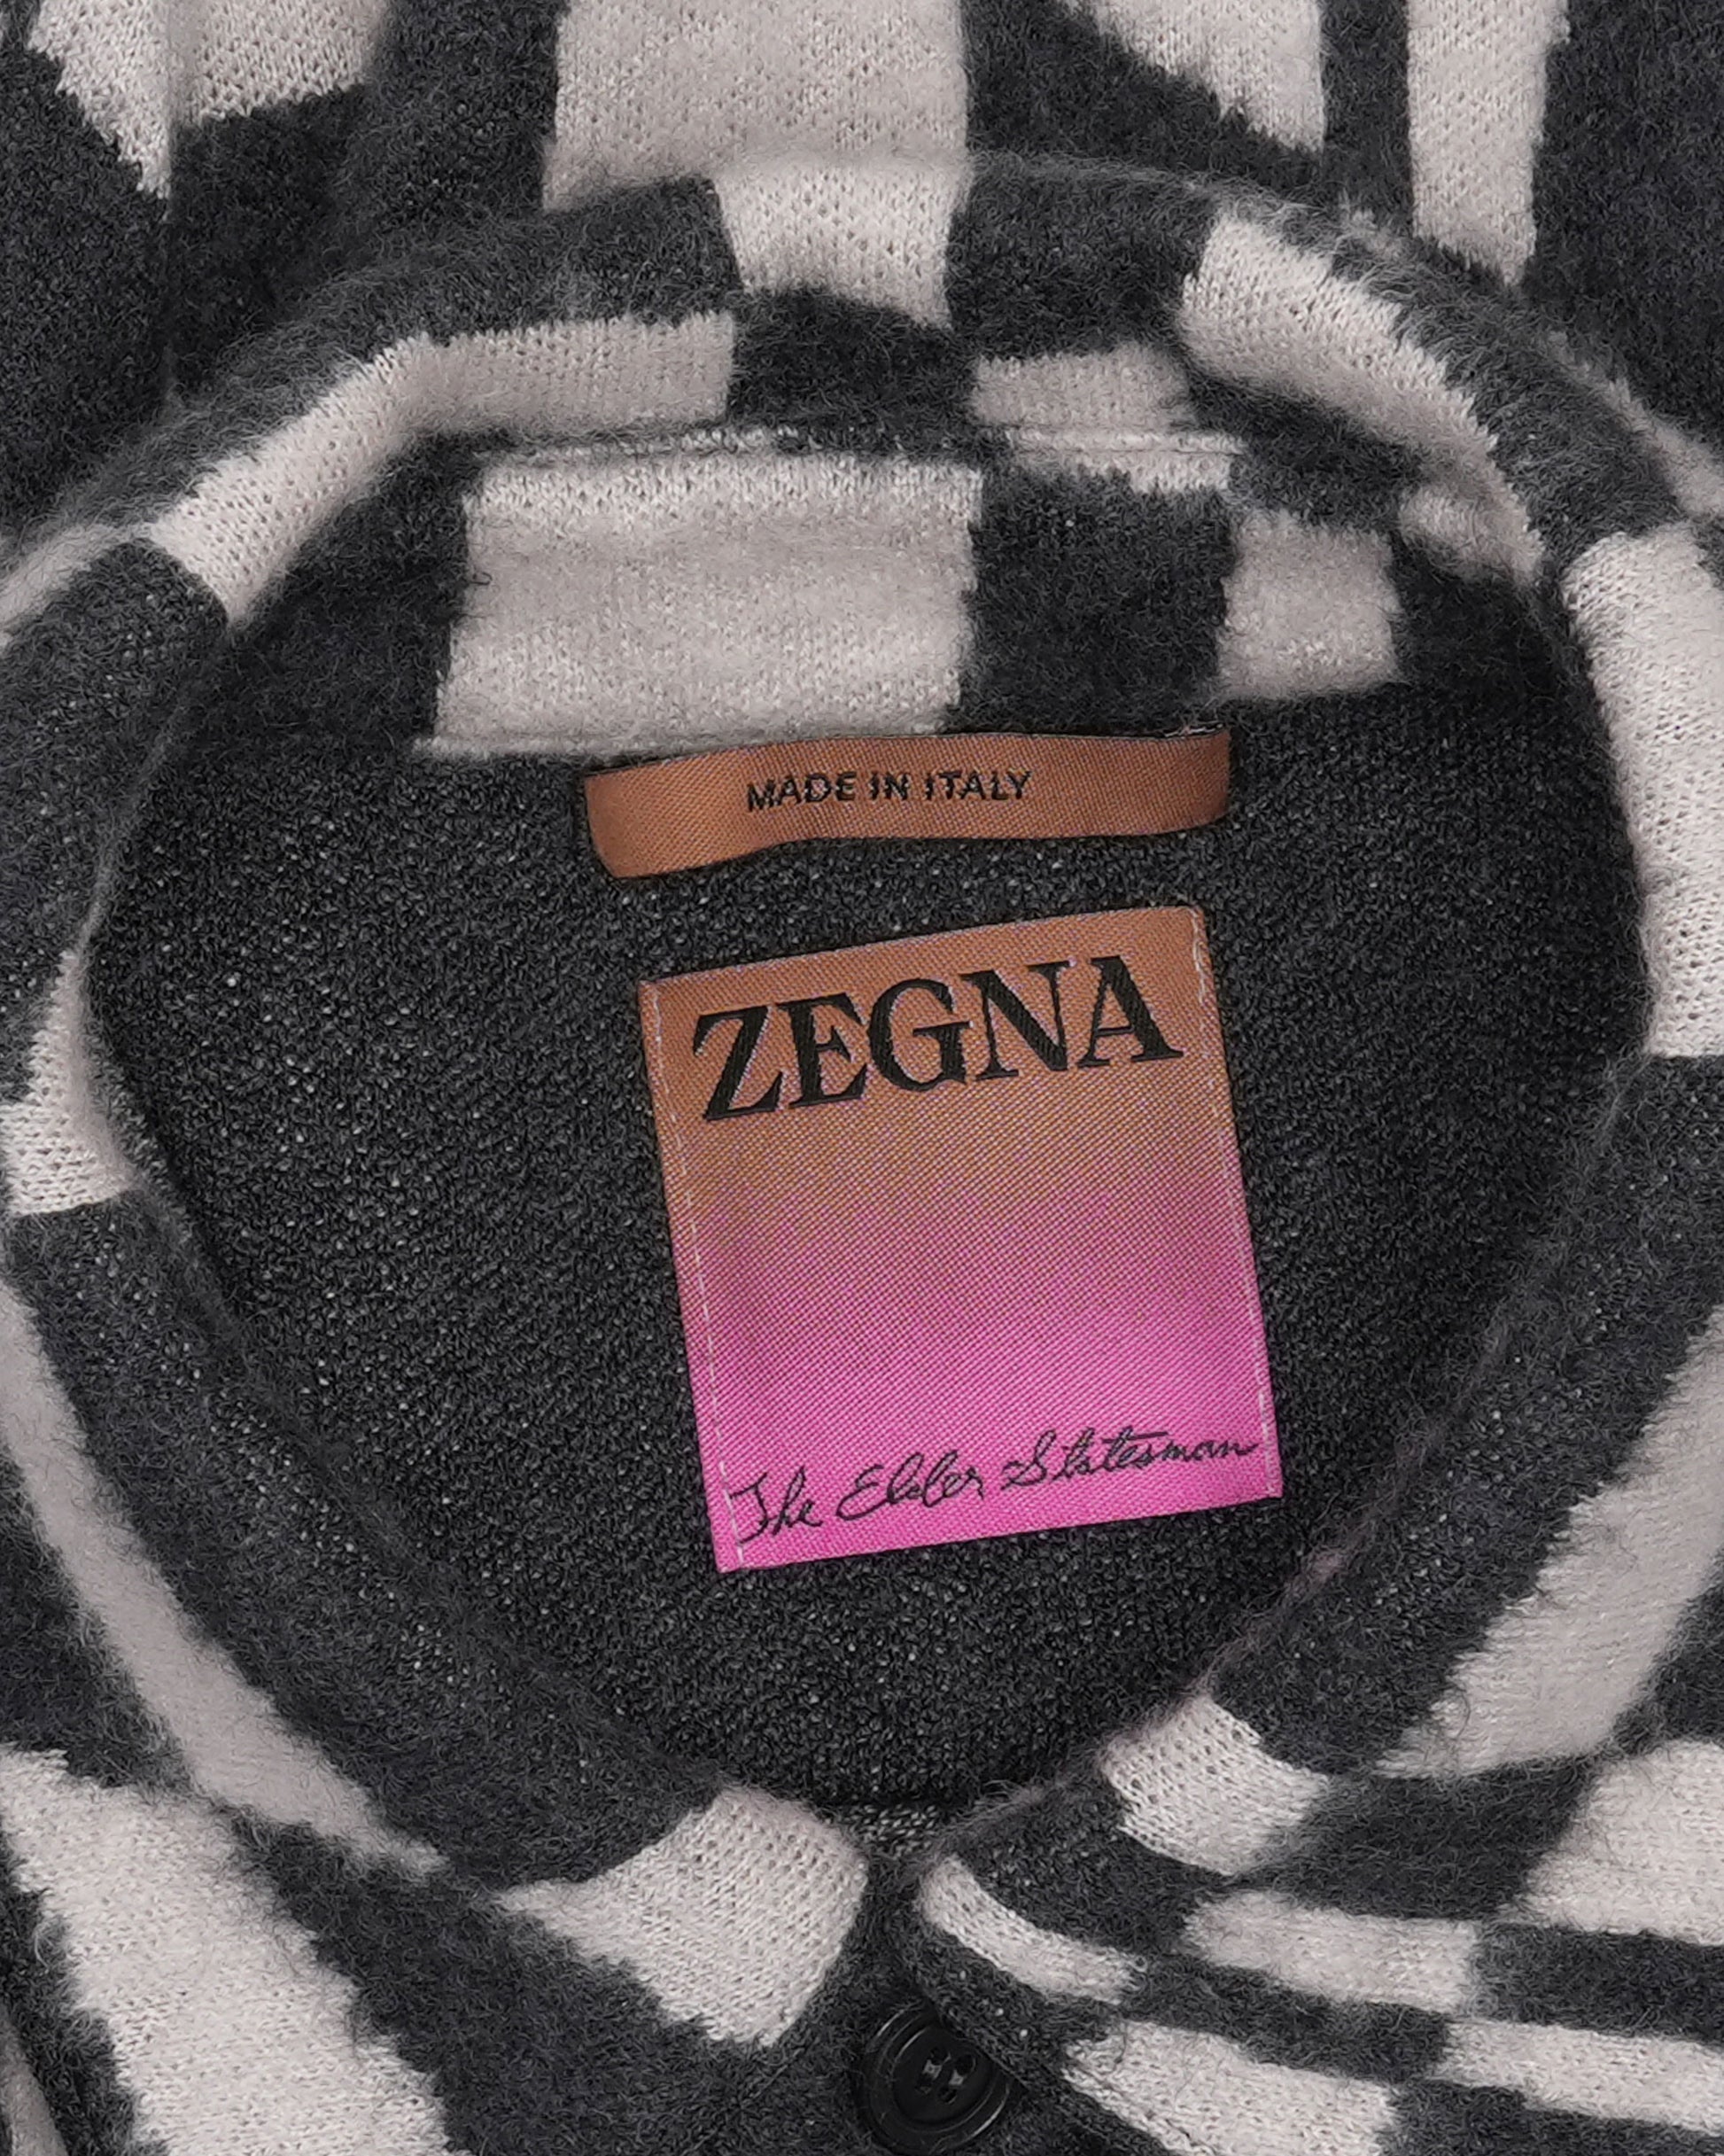 MADE IN ITALY
ZEGNA
The Elder Statesman